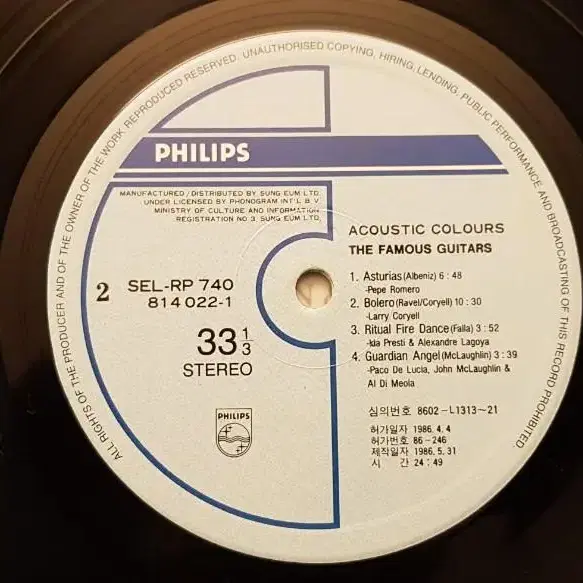 ALL RIGHTS OF THE PRODUCER AND OF THE OWNER OF THE WORK REPRODUCED RESERVED. UNAUTHORISED COPYING, HIRING, LENDING, PUBLIC PERFORMANCE AND BROADCASTING OF THIS RECORD PROHIBITED.
PHILIPS
MANUFACTURED/DISTRIBUTED BY SUNG EUM LTD.
UNDER LICENSED BY PHONOGRAM INT'L B.V.
MINISTRY OF CULTURE AND INFORMATION
REGISTRATION NO.3. SUNG EUM LTD.
ACOUSTIC COLOURS
THE FAMOUS GUITARS
2
SEL-RP 740
814 022-1
33 1/3
STEREO
PHILIPS
1. Asturias (Albeniz) 6:48
-Pepe Romero
2. Bolero (Ravel/Coryell) 10:30
-Larry Coryell
3. Ritual Fire Dance (Falla) 3:52
-Ida Presti & Alexandre Lagoya
4. Guardian Angel (McLaughlin) 3:39
-Paco De Lucia, John McLaughlin &
Al Di Meola
심의번호 8602-L1313~21
허가일자 1986.4.4
허가번호 86-246
제작일자 1986.5.31
시 간 24:49